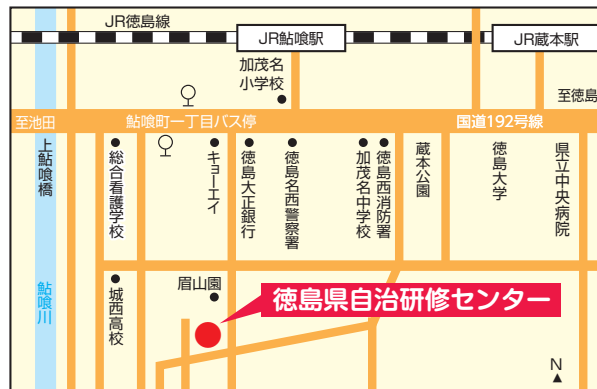 JR徳島線
JR鮎喰駅
JR蔵本駅
加茂名
小学校
至徳島
至池田
鮎喰町一丁目バス停
国道192号線
上鮎喰橋
総合看護学校
キョーエイ
徳島大正銀行
徳島名西警察署
加茂名中学校
徳島西消防署
蔵本公園
徳島大学
県立中央病院
鮎喰川
城西高校
眉山園
徳島県自治研修センター
N